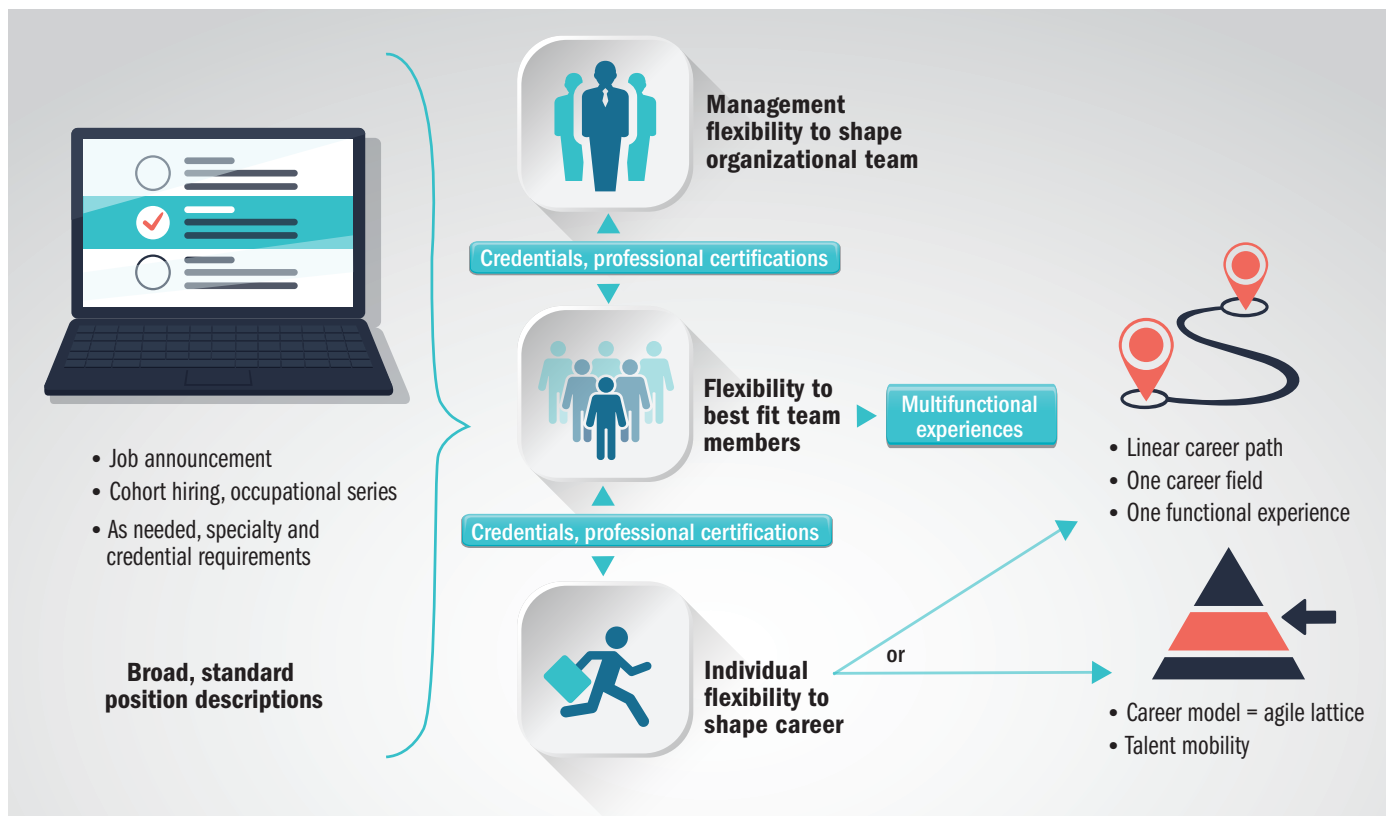 • Job announcement
• Cohort hiring, occupational series
• As needed, specialty and
credential requirements
Broad, standard
position descriptions
Management
flexibility to shape
organizational team
Credentials, professional certifications
Flexibility to
best fit team
members
Multifunctional
experiences
Credentials, professional certifications
Individual
flexibility to
shape career
or
• Linear career path
• One career field
• One functional experience
• Career model = agile lattice
• Talent mobility